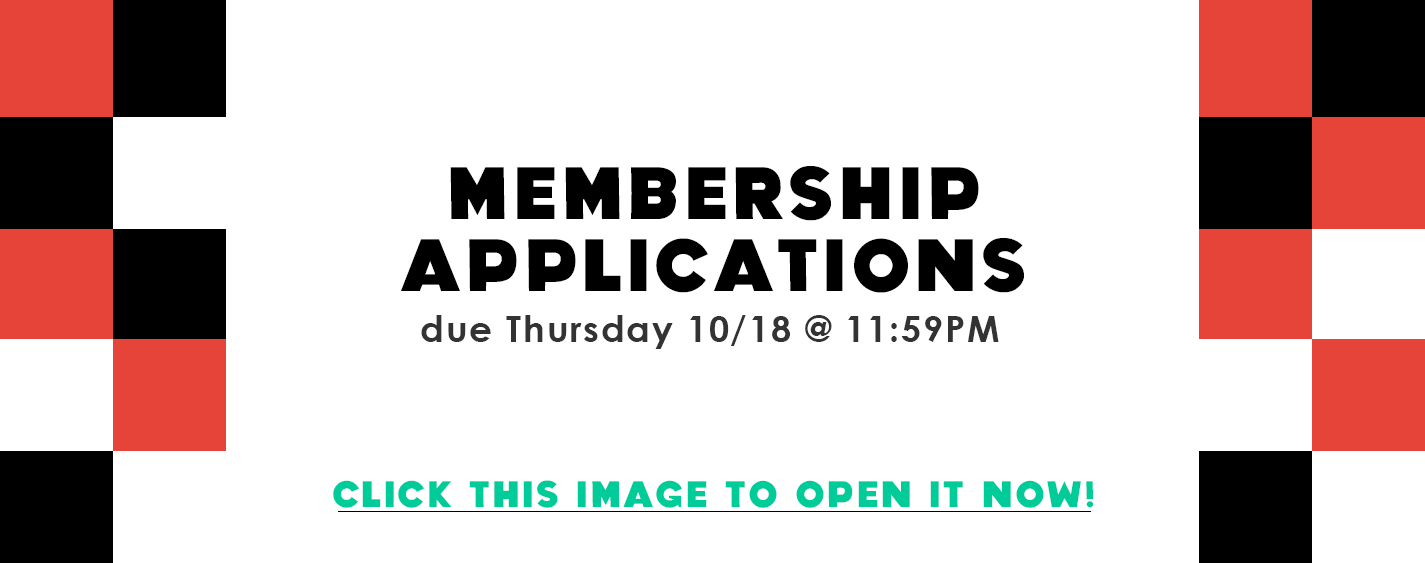 MEMBERSHIP
APPLICATIONS
due Thursday 10/18 @ 11:59PM
CLICK THIS IMAGE TO OPEN IT NOW!